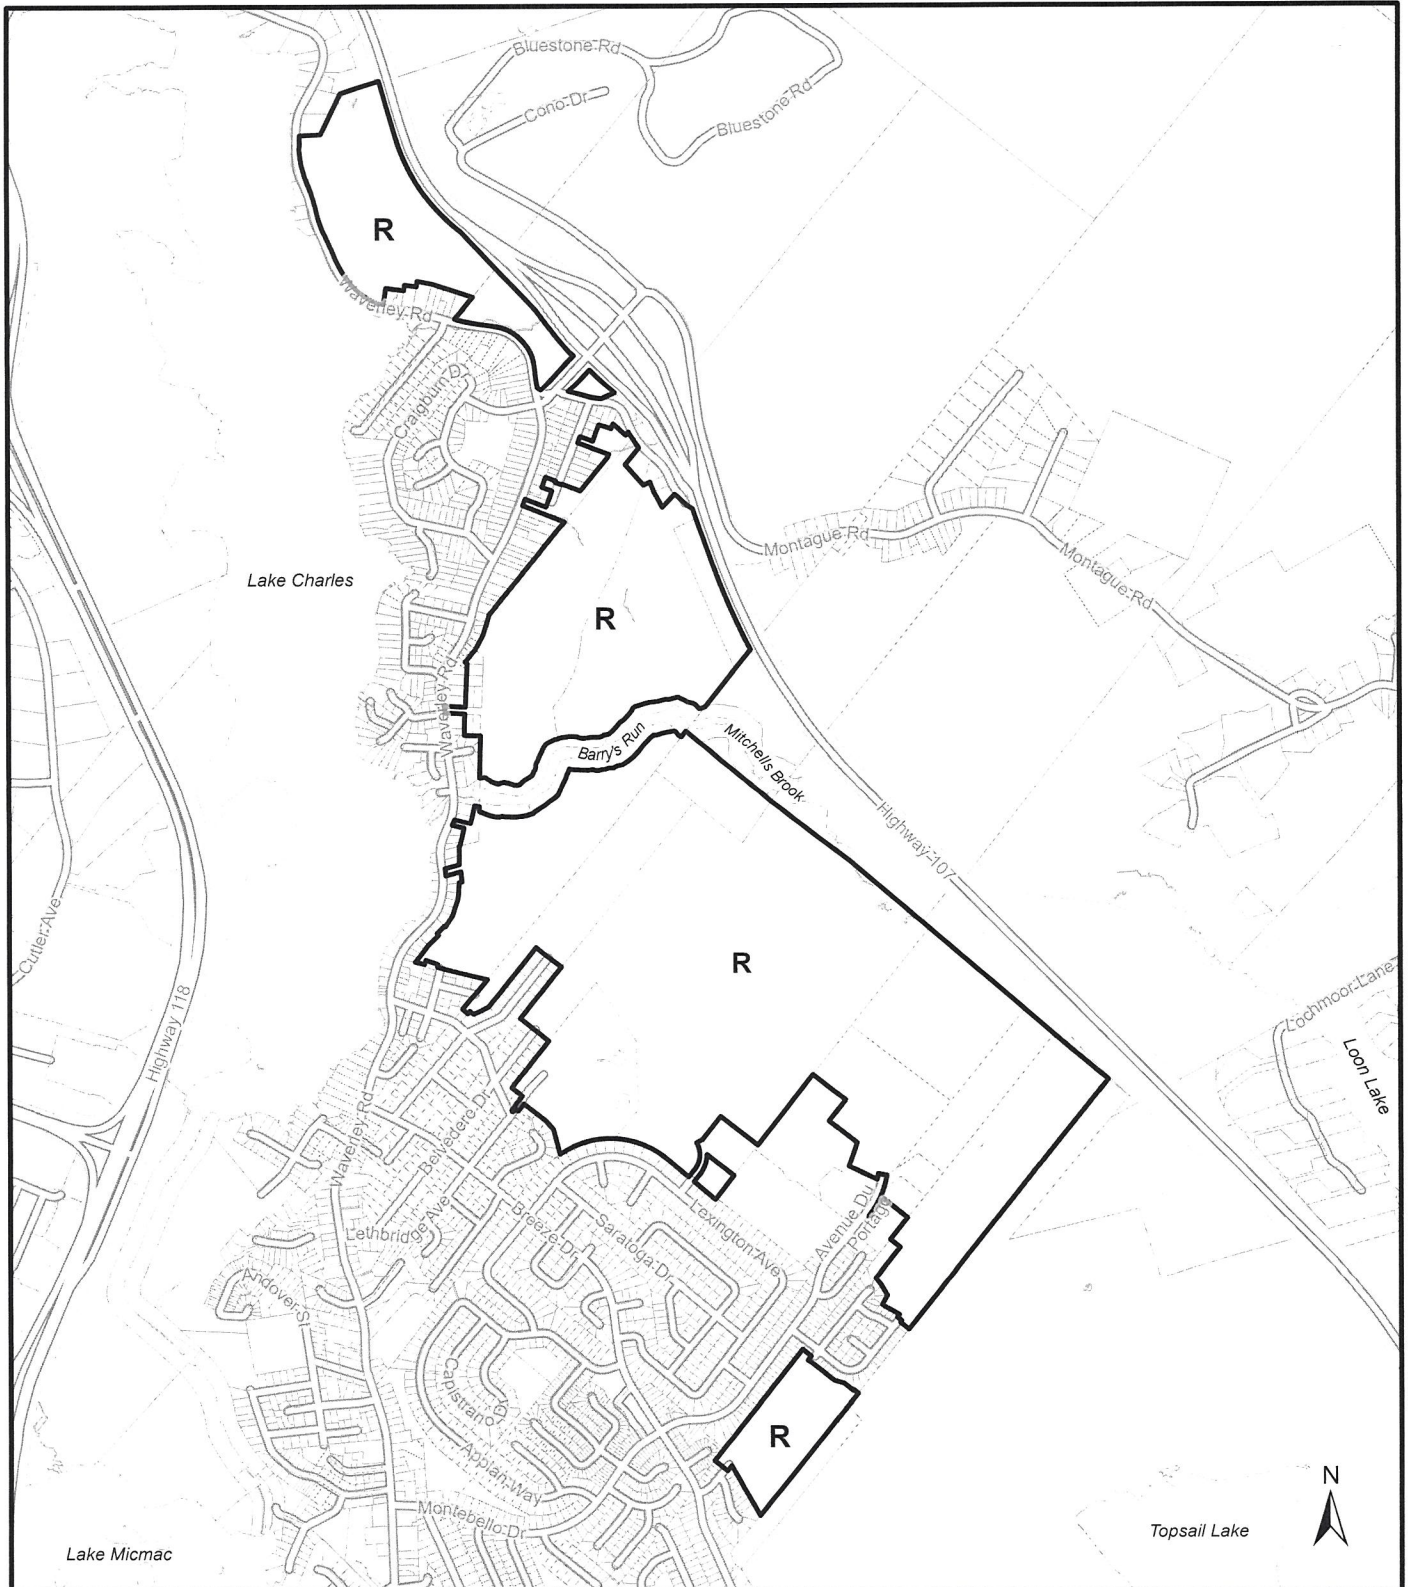 Bluestone Rd
Cono Dr
Bluestone Rd
R
Waverley Rd
Craigburn Dr
Montague Rd
Montague Rd
Lake Charles
R
Waverley Rd
Barry's Run
Mitchells Brook
Highway 107
Cutler Ave
R
Lochmoor Lane
Highway 118
Loon Lake
Waverley Rd
Belvedere Dr
Lethbridge Ave
Breeze Dr
Saratoga Dr
Lexington Ave
Avenue Du
Portage
Andover St
Capistrano Dr
R
Appian Way
Montebello Dr
N
Topsail Lake
Lake Micmac